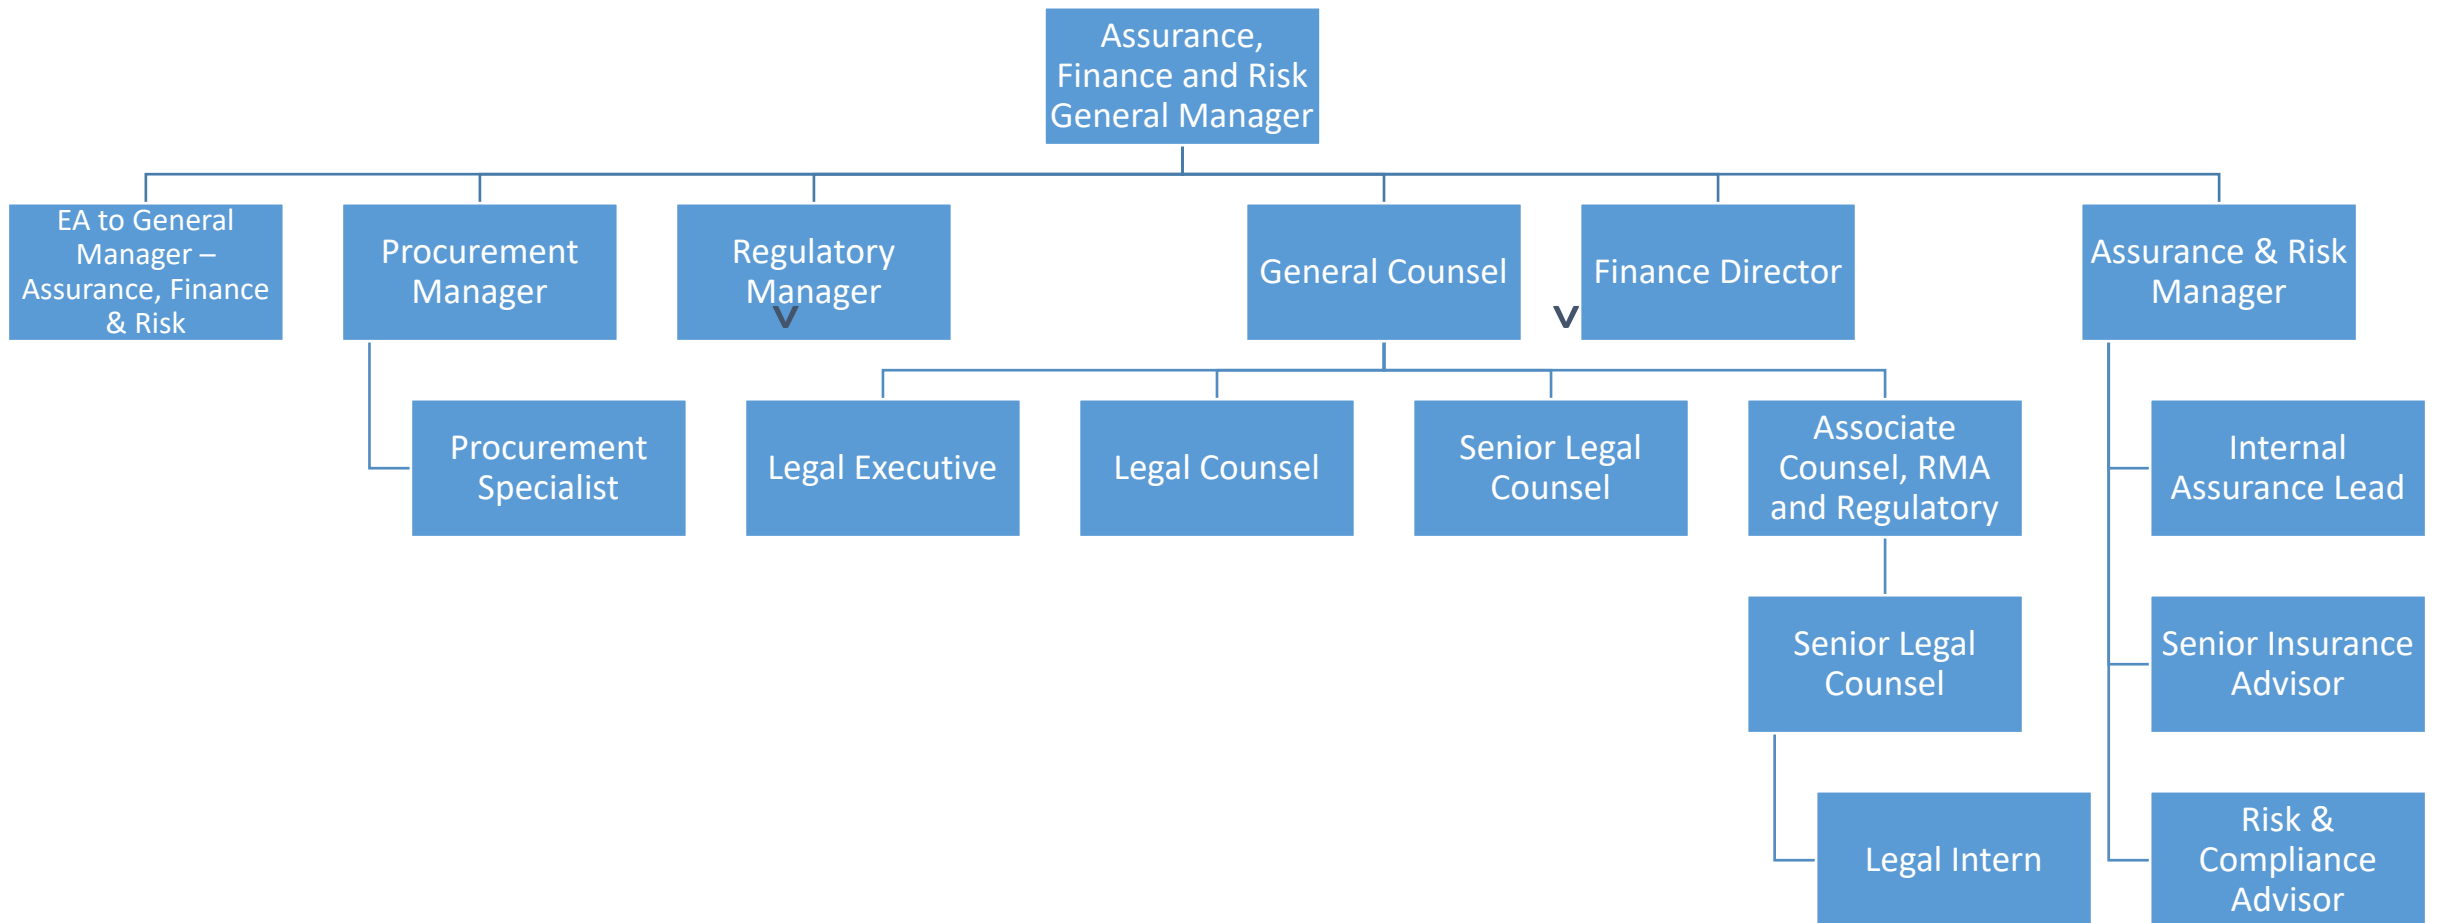 Assurance,
Finance and Risk
General Manager
EA to General
Manager –
Assurance, Finance
& Risk
Procurement
Manager
Regulatory
Manager
v
General Counsel
v
Finance Director
Assurance & Risk
Manager
Procurement
Specialist
Legal Executive
Legal Counsel
Senior Legal
Counsel
Associate
Counsel, RMA
and Regulatory
Internal
Assurance Lead
Senior Legal
Counsel
Senior Insurance
Advisor
Legal Intern
Risk &
Compliance
Advisor